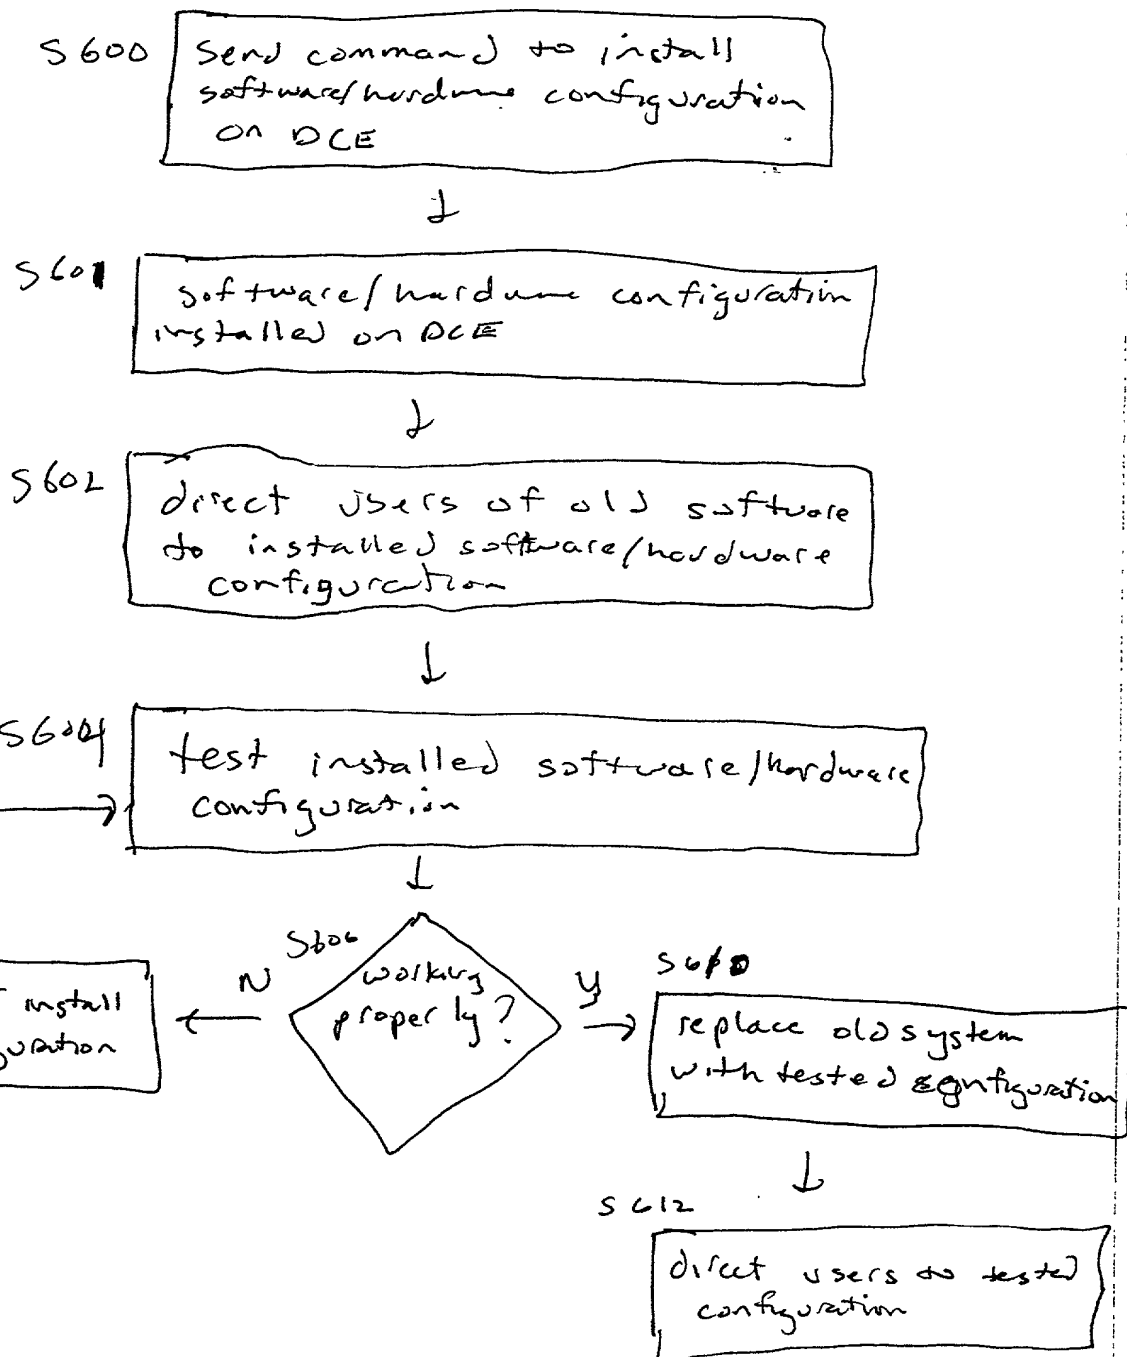 S600
Send command to install
software/hardware configuration
on DCE
S601
software/hardware configuration
installed on DCE
S602
direct users of old software
to installed software/hardware
configuration
S604
test installed software/hardware
configuration
S606
working
properly?
N
Y
install
guration
S610
replace old system
with tested configuration
S612
direct users to tested
configuration